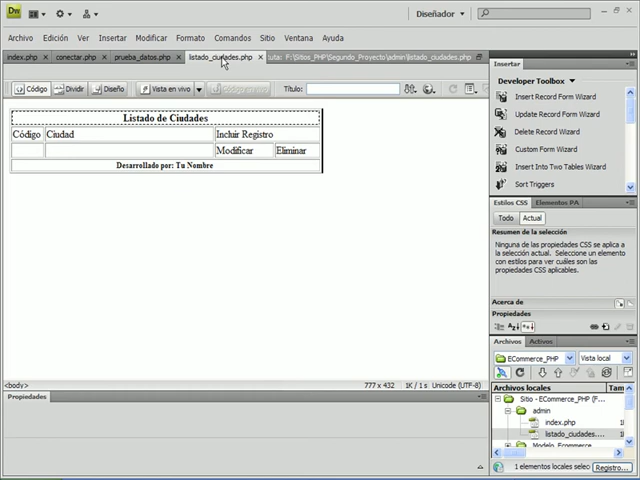 Dw
Diseñador
Archivo Edición Ver Insertar Modificar Formato Comandos Sitio Ventana Ayuda
index.php × conectar.php × prueba_datos.php × listado_ciudades.php × Ruta: F:\Sitios_PHP\Segundo_Proyecto\admin\listado_ciudades.php
Código Dividir Diseño Vista en vivo Código en vivo Título:
Listado de Ciudades
Código Ciudad Incluir Registro
Modificar Eliminar
Desarrollado por: Tu Nombre
<body> 777 x 432 1K / 1 s Unicode (UTF-8)
Propiedades
Insertar
Developer Toolbox
Insert Record Form Wizard
Update Record Form Wizard
Delete Record Wizard
Custom Form Wizard
Insert Into Two Tables Wizard
Sort Triggers
Estilos CSS Elementos PA
Todo Actual
Resumen de la selección
Ninguna de las propiedades CSS se aplica a
la selección actual. Seleccione un elemento
con estilos para ver cuáles son las
propiedades CSS aplicables.
Acerca de
Propiedades
Archivos Activos
ECommerce_PHP Vista local
Archivos locales Tama
Sitio - ECommerce_PHP (F...
admin
index.php
listado_ciudades....
Modelo_Ecommerce
1 elementos locales selec Registro...